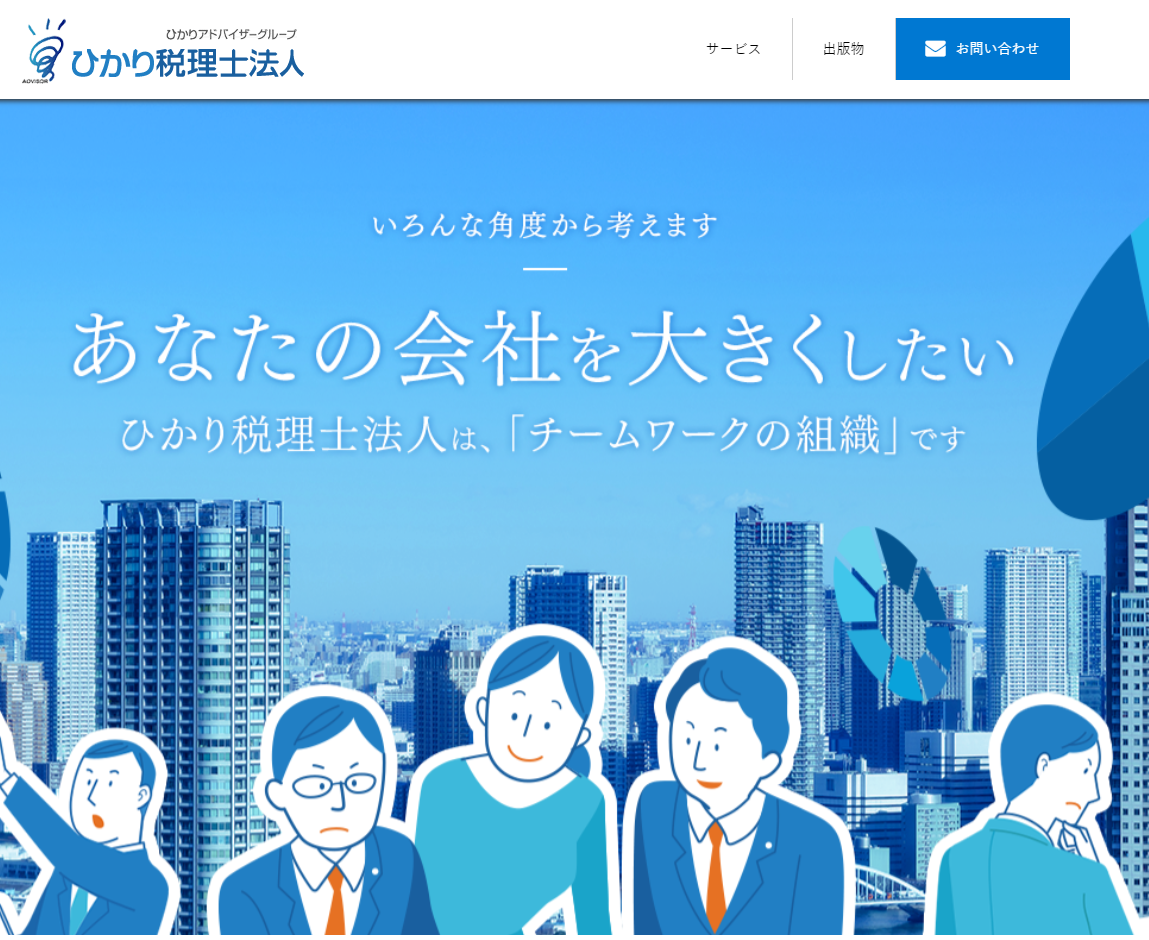 ひかりアドバイザーグループ
ひかり税理士法人
ADVISOR
サービス
出版物
お問い合わせ
いろんな角度から考えます
あなたの会社を大きくしたい
ひかり税理士法人は、「チームワークの組織」です